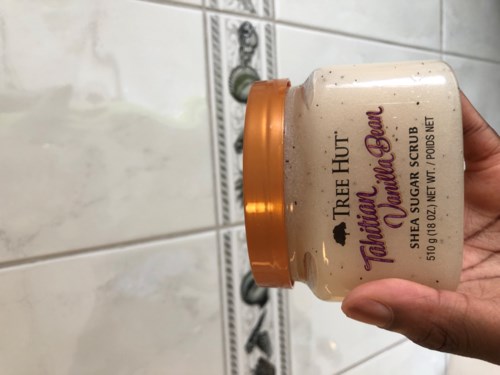 TREE HUT
Tahitian
Vanilla Bean
SHEA SUGAR SCRUB
510 g (18 OZ.) NET WT. / POIDS NET